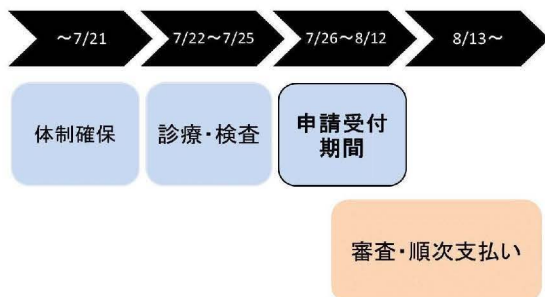 ～7/21
7/22～7/25
7/26～8/12
8/13～
体制確保
診療・検査
申請受付
期間
審査・順次支払い